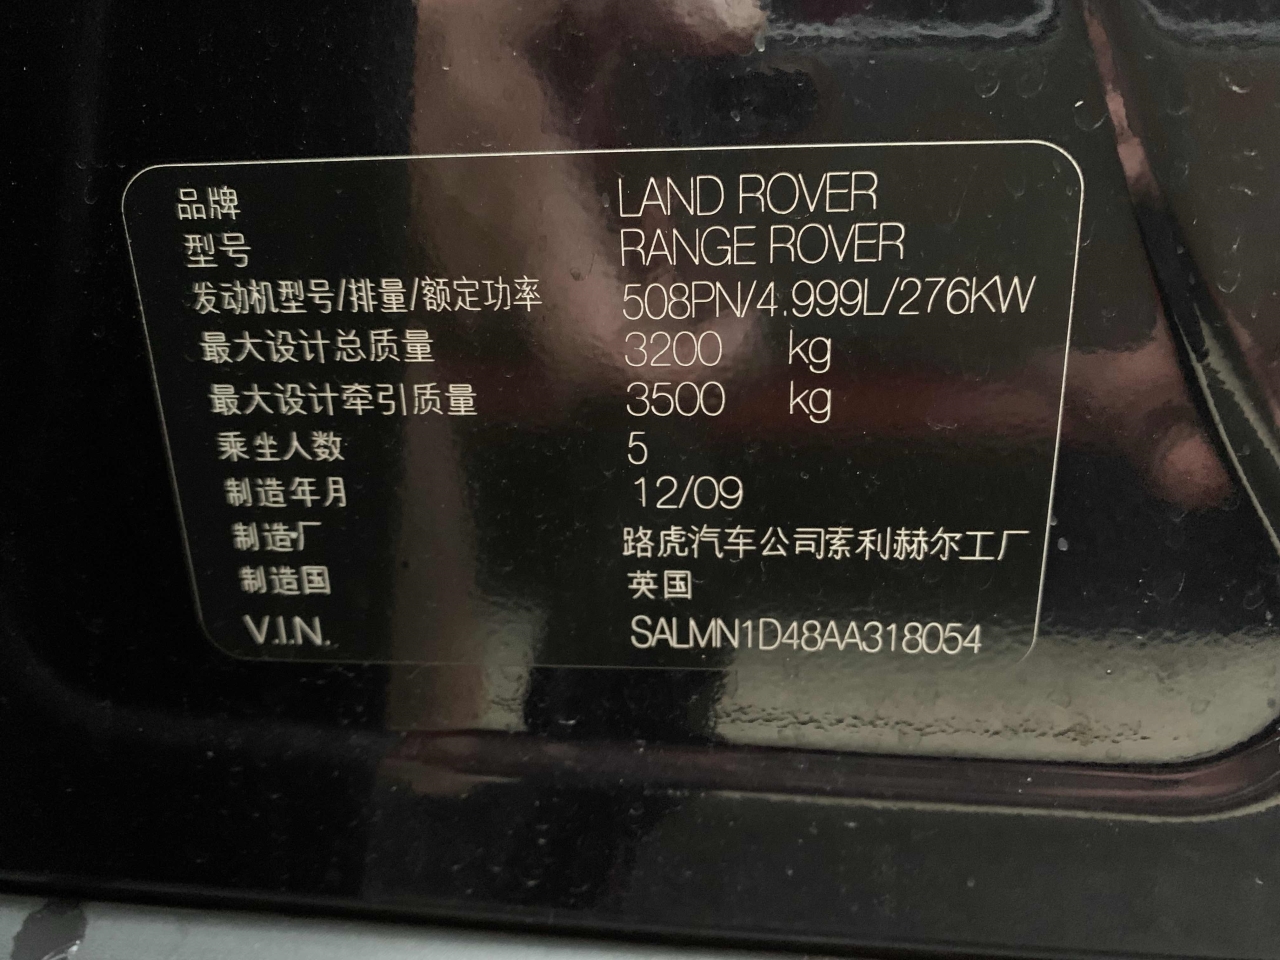 品牌 LAND ROVER
型号 RANGE ROVER
发动机型号/排量/额定功率 508PN/4.999L/276KW
最大设计总质量 3200 kg
最大设计牵引质量 3500 kg
乘坐人数 5
制造年月 12/09
制造厂 路虎汽车公司索利赫尔工厂
制造国 英国
V.I.N. SALMN1D48AA318054